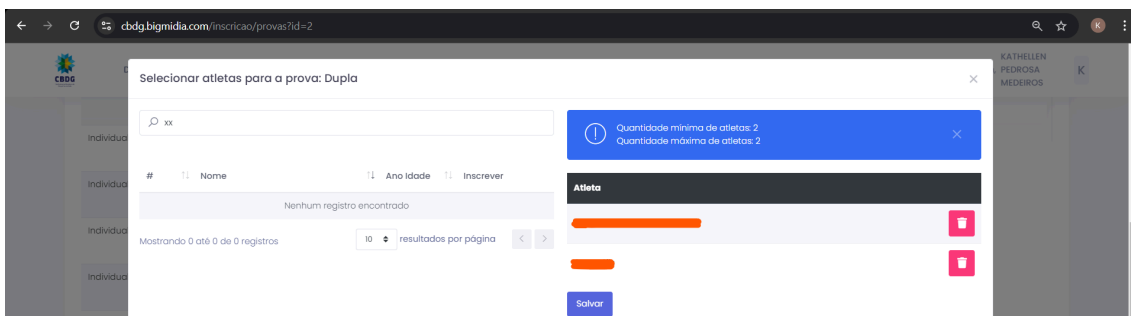 cbdg.bigmidia.com/inscricao/provas?id=2
K
CBDG
KATHELLEN
PEDROSA
MEDEIROS
K
Selecionar atletas para a prova: Dupla
xx
Quantidade mínima de atletas: 2
Quantidade máxima de atletas: 2
Individua
# Nome Ano Idade Inscrever
Atleta
Individua
Nenhum registro encontrado
Individua
Mostrando 0 até 0 de 0 registros
10 resultados por página
Individua
Salvar